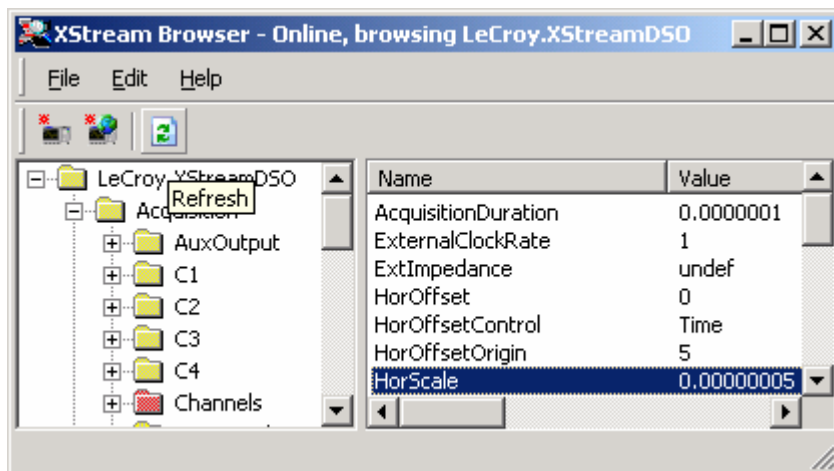 XStream Browser - Online, browsing LeCroy.XStreamDSO
File Edit Help
LeCroy.XStreamDSO
Refresh
Acquisition
AuxOutput
C1
C2
C3
C4
Channels
Name Value
AcquisitionDuration 0.0000001
ExternalClockRate 1
ExtImpedance undef
HorOffset 0
HorOffsetControl Time
HorOffsetOrigin 5
HorScale 0.00000005